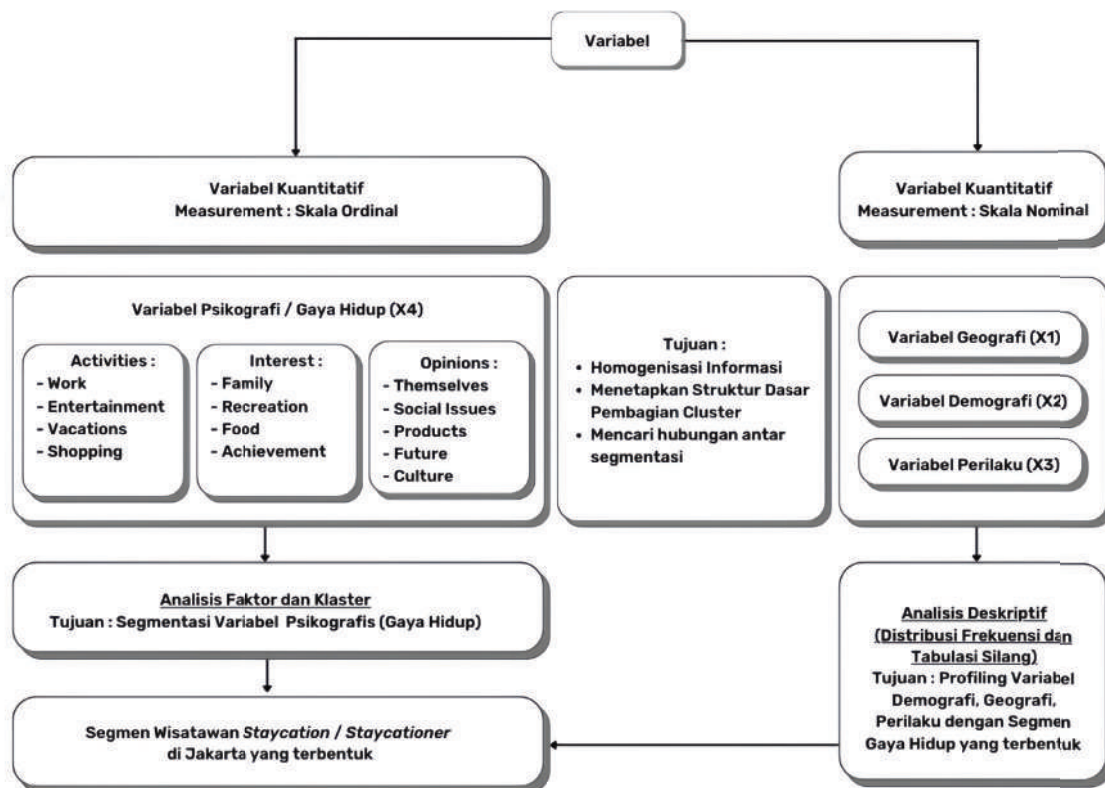 Variabel
Variabel Kuantitatif
Measurement : Skala Ordinal
Variabel Kuantitatif
Measurement : Skala Nominal
Variabel Psikografi / Gaya Hidup (X4)
Activities :
- Work
- Entertainment
- Vacations
- Shopping
Interest :
- Family
- Recreation
- Food
- Achievement
Opinions :
- Themselves
- Social Issues
- Products
- Future
- Culture
Tujuan :
• Homogenisasi Informasi
• Menetapkan Struktur Dasar
Pembagian Cluster
• Mencari hubungan antar
segmentasi
Variabel Geografi (X1)
Variabel Demografi (X2)
Variabel Perilaku (X3)
Analisis Faktor dan Klaster
Tujuan : Segmentasi Variabel Psikografis (Gaya Hidup)
Analisis Deskriptif
(Distribusi Frekuensi dan
Tabulasi Silang)
Tujuan : Profiling Variabel
Demografi, Geografi,
Perilaku dengan Segmen
Gaya Hidup yang terbentuk
Segmen Wisatawan Staycation / Staycationer
di Jakarta yang terbentuk